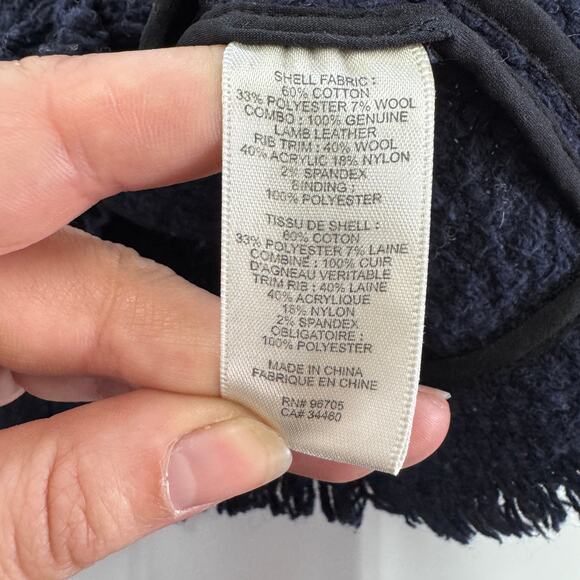 SHELL FABRIC :
60% COTTON
33% POLYESTER 7% WOOL
COMBO : 100% GENUINE
LAMB LEATHER
RIB TRIM : 40% WOOL
40% ACRYLIC 18% NYLON
2% SPANDEX
BINDING :
100% POLYESTER
TISSU DE SHELL :
60% COTON
33% POLYESTER 7% LAINE
COMBINE : 100% CUIR
D'AGNEAU VERITABLE
TRIM RIB : 40% LAINE
40% ACRYLIQUE
18% NYLON
2% SPANDEX
OBLIGATOIRE :
100% POLYESTER
MADE IN CHINA
FABRIQUE EN CHINE
RN# 96705
CA# 34480